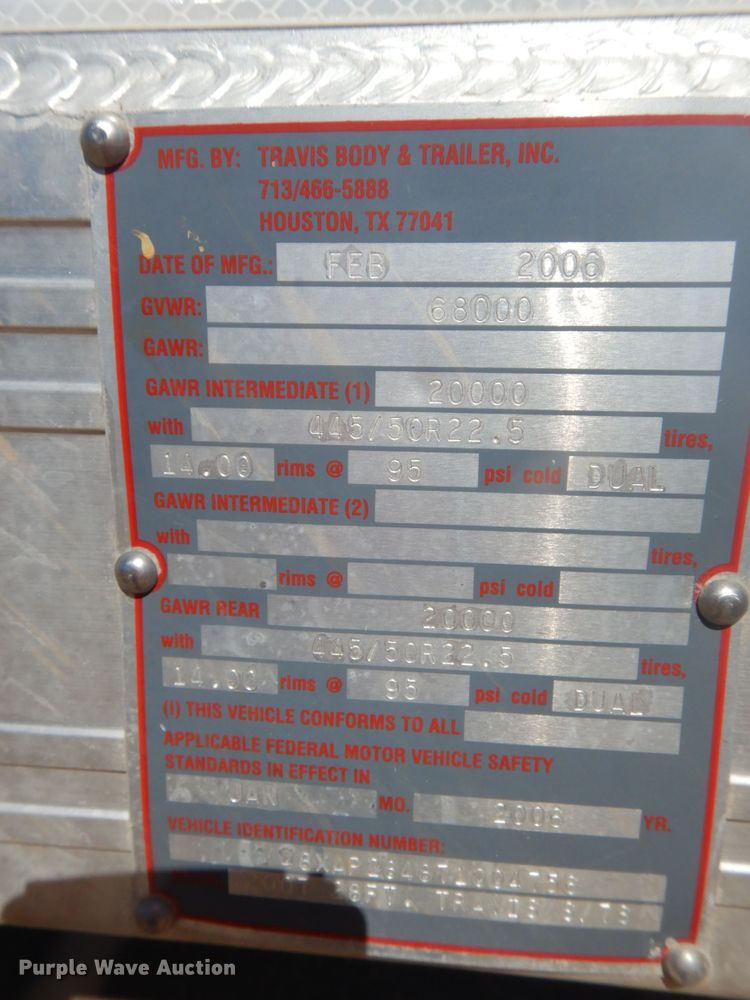 MFG. BY: TRAVIS BODY & TRAILER, INC.
713/466-5888
HOUSTON, TX 77041
DATE OF MFG.: FEB 2006
GVWR: 68000
GAWR:
GAWR INTERMEDIATE (1) 20000
with 445/50R22.5 tires,
14.00 rims @ 95 psi cold DUAL
GAWR INTERMEDIATE (2)
with tires,
rims @ psi cold
GAWR REAR 20000
with 445/50R22.5 tires,
14.00 rims @ 95 psi cold DUAL
(I) THIS VEHICLE CONFORMS TO ALL
APPLICABLE FEDERAL MOTOR VEHICLE SAFETY
STANDARDS IN EFFECT IN
JAN MO. 2006 YR.
VEHICLE IDENTIFICATION NUMBER:
TRAVIS
Purple Wave Auction